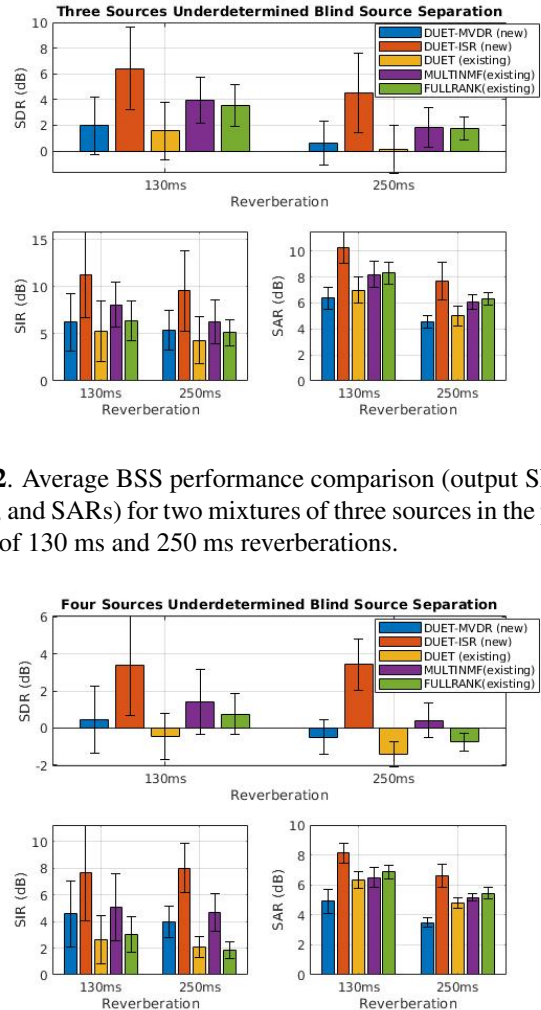 Three Sources Underdetermined Blind Source Separation
10
8
6
4
2
0
SDR (dB)
DUET-MVDR (new)
DUET-ISR (new)
DUET (existing)
MULTINMF(existing)
FULLRANK(existing)
130ms
250ms
Reverberation
15
10
5
0
SIR (dB)
130ms
250ms
Reverberation
10
8
6
4
2
0
SAR (dB)
130ms
250ms
Reverberation
2. Average BSS performance comparison (output S
, and SARs) for two mixtures of three sources in the
of 130 ms and 250 ms reverberations.
Four Sources Underdetermined Blind Source Separation
6
4
2
0
-2
SDR (dB)
DUET-MVDR (new)
DUET-ISR (new)
DUET (existing)
MULTINMF(existing)
FULLRANK(existing)
130ms
250ms
Reverberation
10
8
6
4
2
0
SIR (dB)
130ms
250ms
Reverberation
10
8
6
4
2
0
SAR (dB)
130ms
250ms
Reverberation